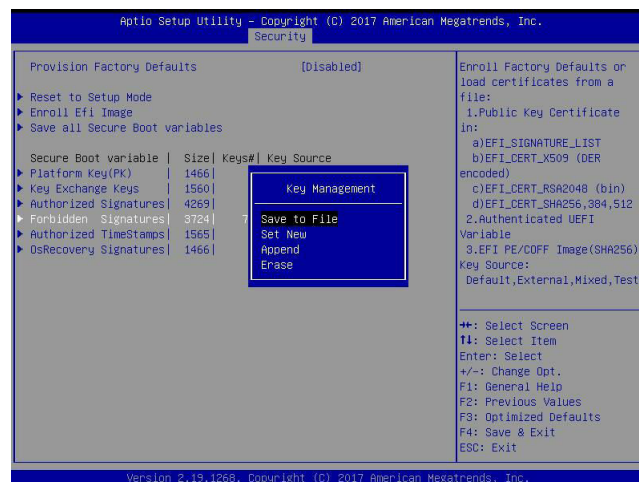 Aptio Setup Utility – Copyright (C) 2017 American Megatrends, Inc.
Security
Provision Factory Defaults [Disabled]
Reset to Setup Mode
Enroll Efi Image
Save all Secure Boot variables
Secure Boot variable | Size| Keys#| Key Source
Platform Key(PK) | 1466|
Key Exchange Keys | 1560|
Authorized Signatures| 4269|
Forbidden Signatures| 3724| 7
Authorized TimeStamps| 1565|
OsRecovery Signatures| 1466|
Key Management
Save to File
Set New
Append
Erase
Enroll Factory Defaults or
load certificates from a
file:
1.Public Key Certificate
in:
a)EFI_SIGNATURE_LIST
b)EFI_CERT_X509 (DER
encoded)
c)EFI_CERT_RSA2048 (bin)
d)EFI_CERT_SHA256,384,512
2.Authenticated UEFI
Variable
3.EFI PE/COFF Image(SHA256)
Key Source:
Default,External,Mixed,Test
→←: Select Screen
↑↓: Select Item
Enter: Select
+/-: Change Opt.
F1: General Help
F2: Previous Values
F3: Optimized Defaults
F4: Save & Exit
ESC: Exit
Version 2.19.1268. Copyright (C) 2017 American Megatrends, Inc.